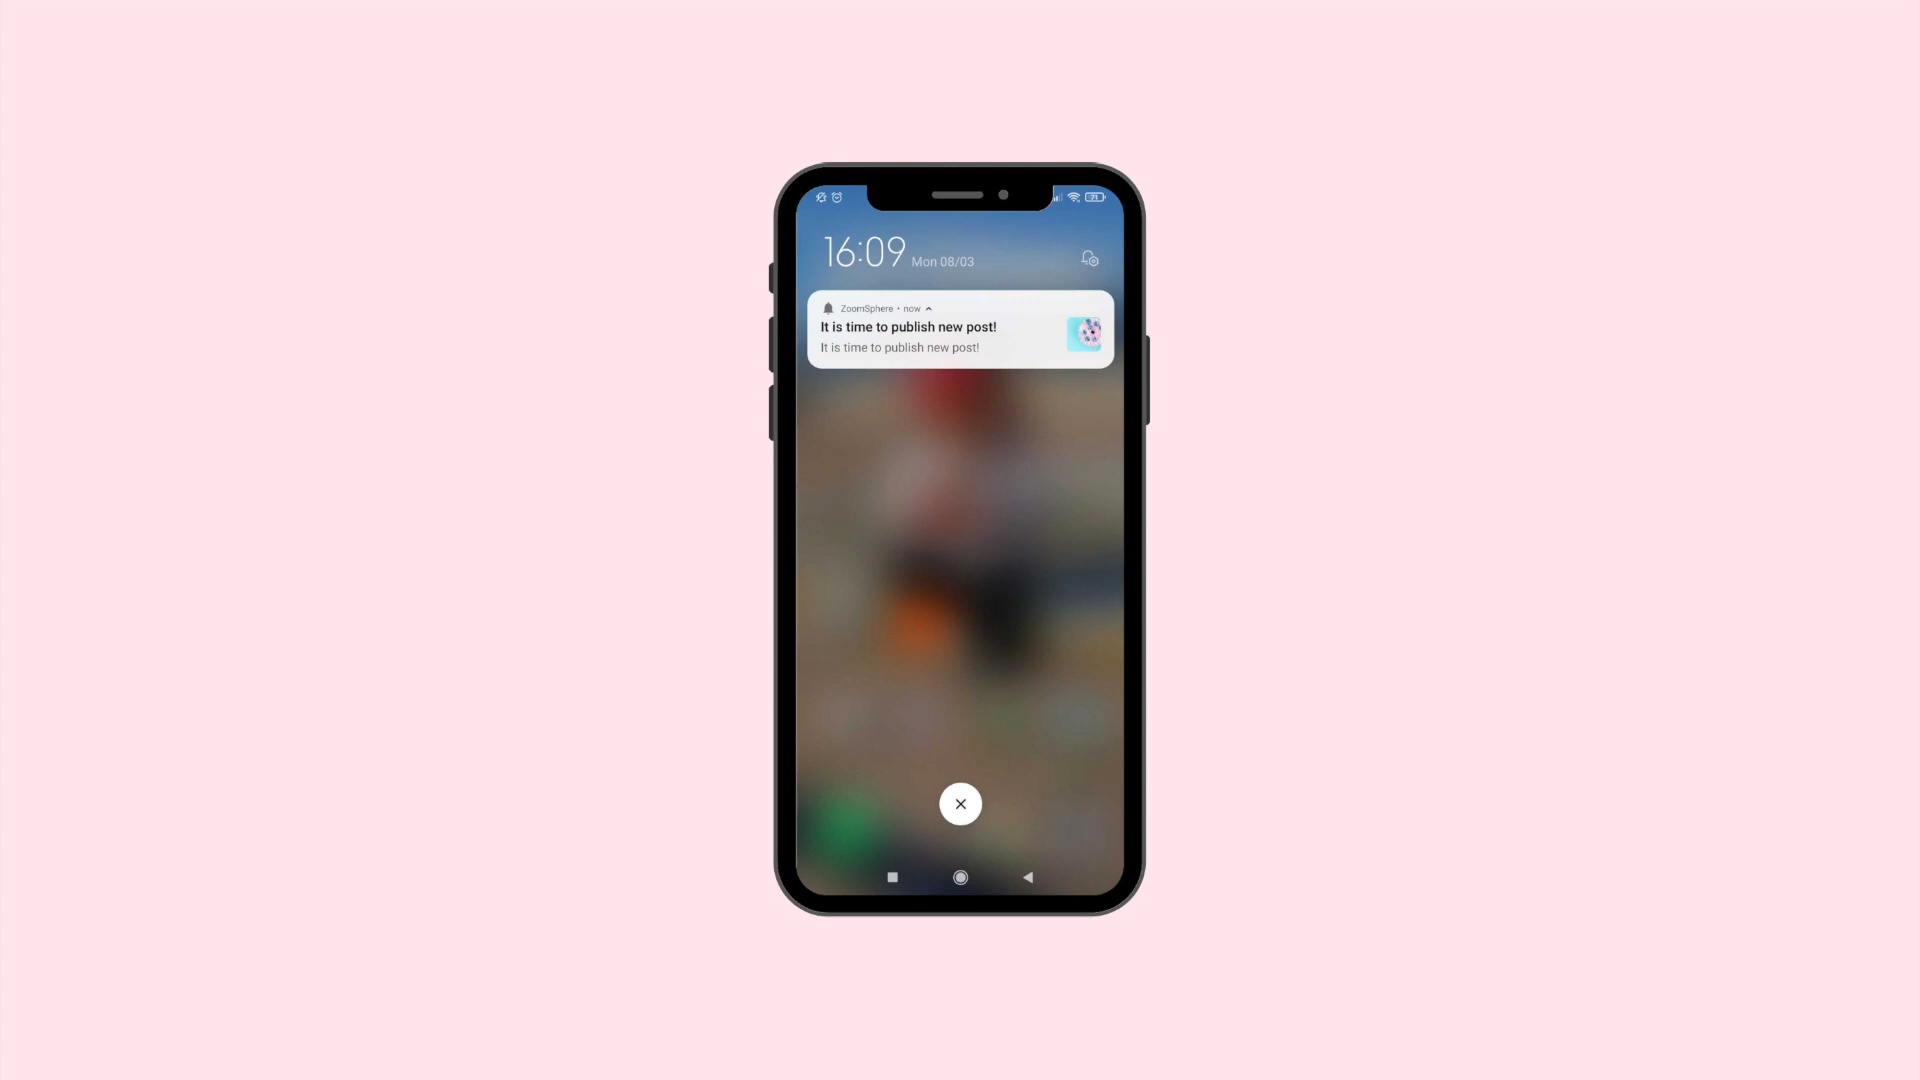 16:09 Mon 08/03
ZoomSphere • now
It is time to publish new post!
It is time to publish new post!